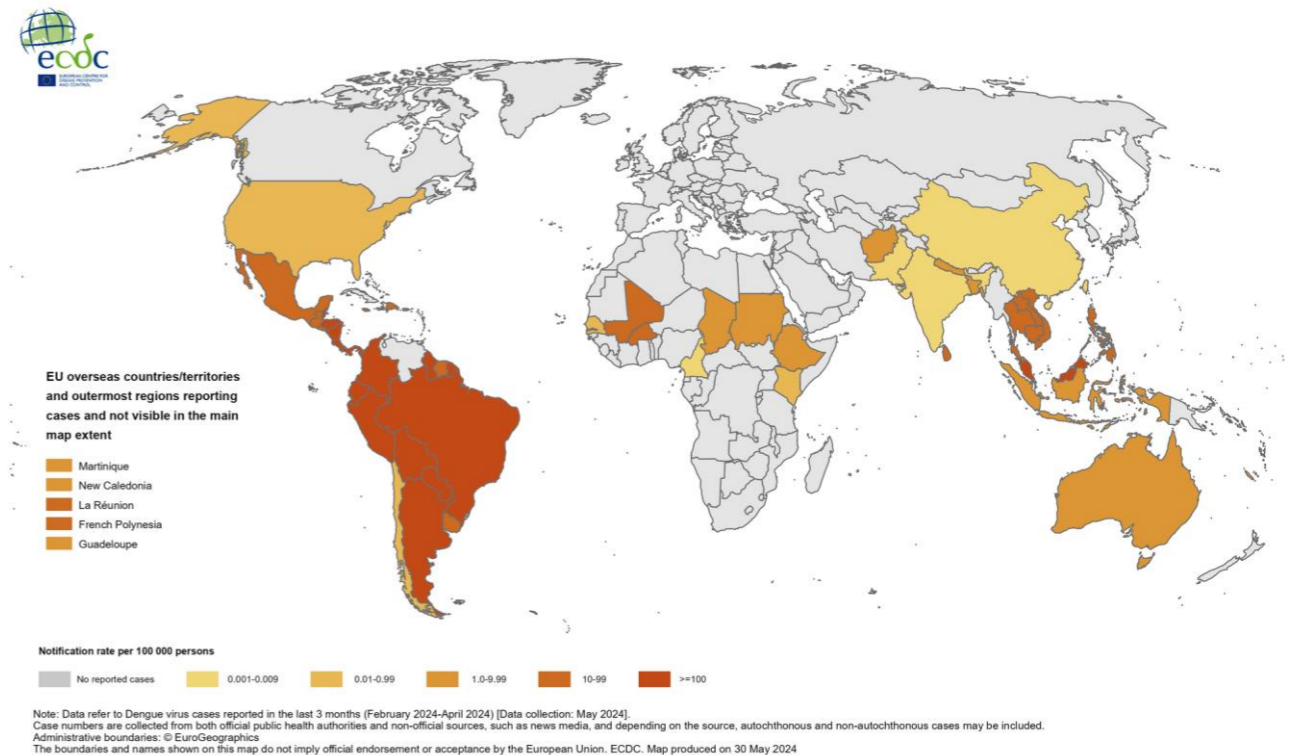 ecdc
EUROPEAN CENTRE FOR
DISEASE PREVENTION
AND CONTROL
EU overseas countries/territories
and outermost regions reporting
cases and not visible in the main
map extent
Martinique
New Caledonia
La Réunion
French Polynesia
Guadeloupe
Notification rate per 100 000 persons
No reported cases
0.001-0.009
0.01-0.99
1.0-9.99
10-99
>=100
Note: Data refer to Dengue virus cases reported in the last 3 months (February 2024-April 2024) [Data collection: May 2024].
Case numbers are collected from both official public health authorities and non-official sources, such as news media, and depending on the source, autochthonous and non-autochthonous cases may be included.
Administrative boundaries: © EuroGeographics
The boundaries and names shown on this map do not imply official endorsement or acceptance by the European Union. ECDC. Map produced on 30 May 2024